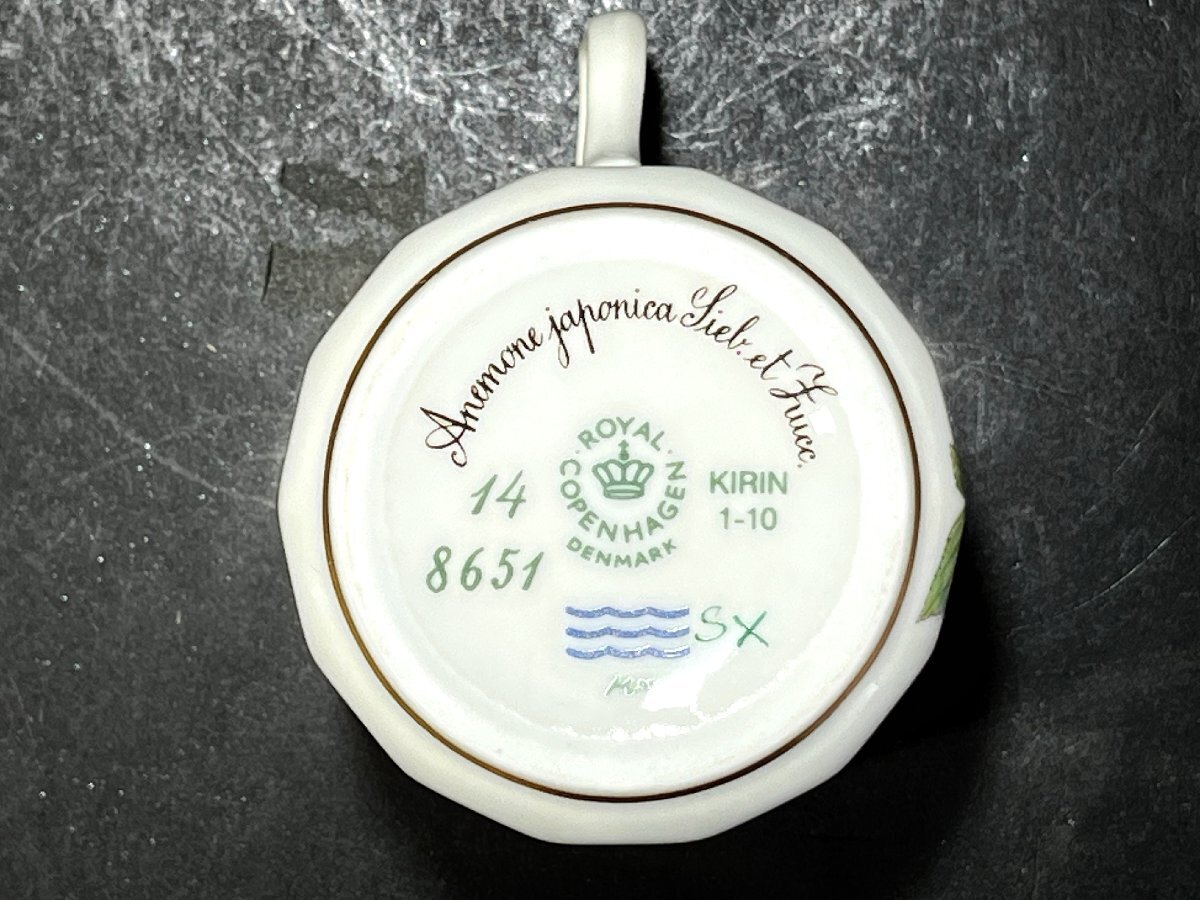 Anemone japonica Sieb. et Zucc.
ROYAL
COPENHAGEN
DENMARK
KIRIN
1-10
14
8651
SX